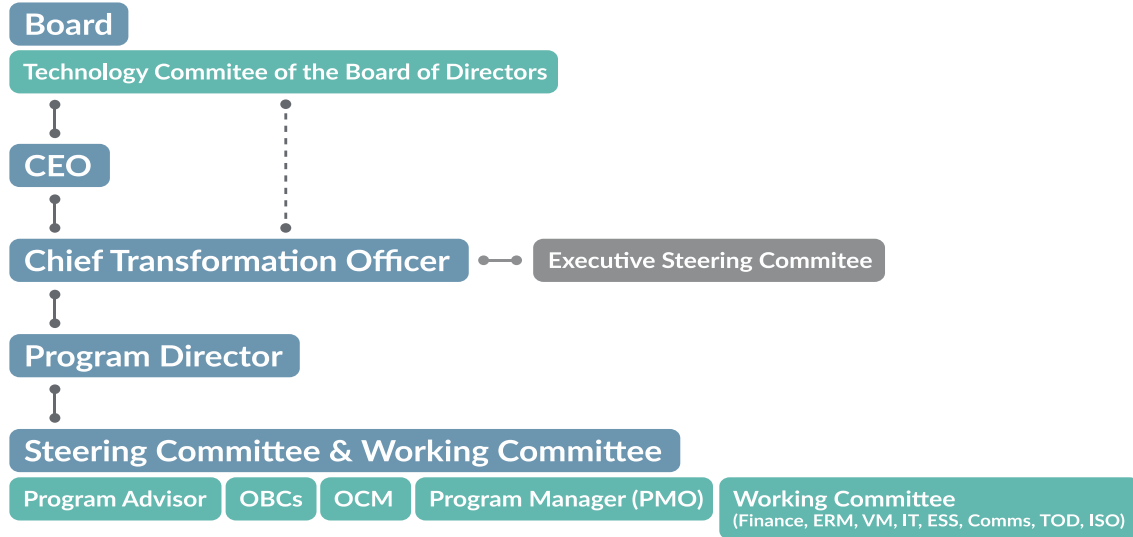 Board
Technology Commitee of the Board of Directors
CEO
Chief Transformation Officer
Executive Steering Commitee
Program Director
Steering Committee & Working Committee
Program Advisor
OBCs
OCM
Program Manager (PMO)
Working Committee
(Finance, ERM, VM, IT, ESS, Comms, TOD, ISO)